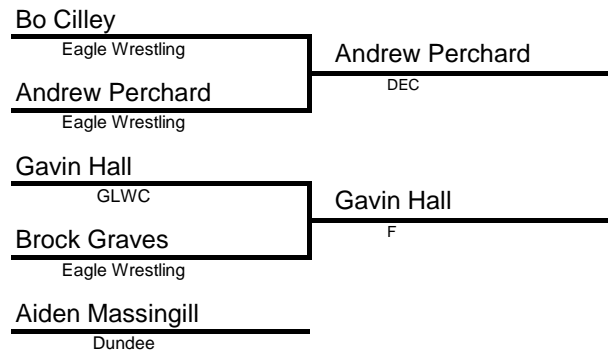 Bo Cilley
Eagle Wrestling
Andrew Perchard
DEC
Andrew Perchard
Eagle Wrestling
Gavin Hall
GLWC
Gavin Hall
F
Brock Graves
Eagle Wrestling
Aiden Massingill
Dundee